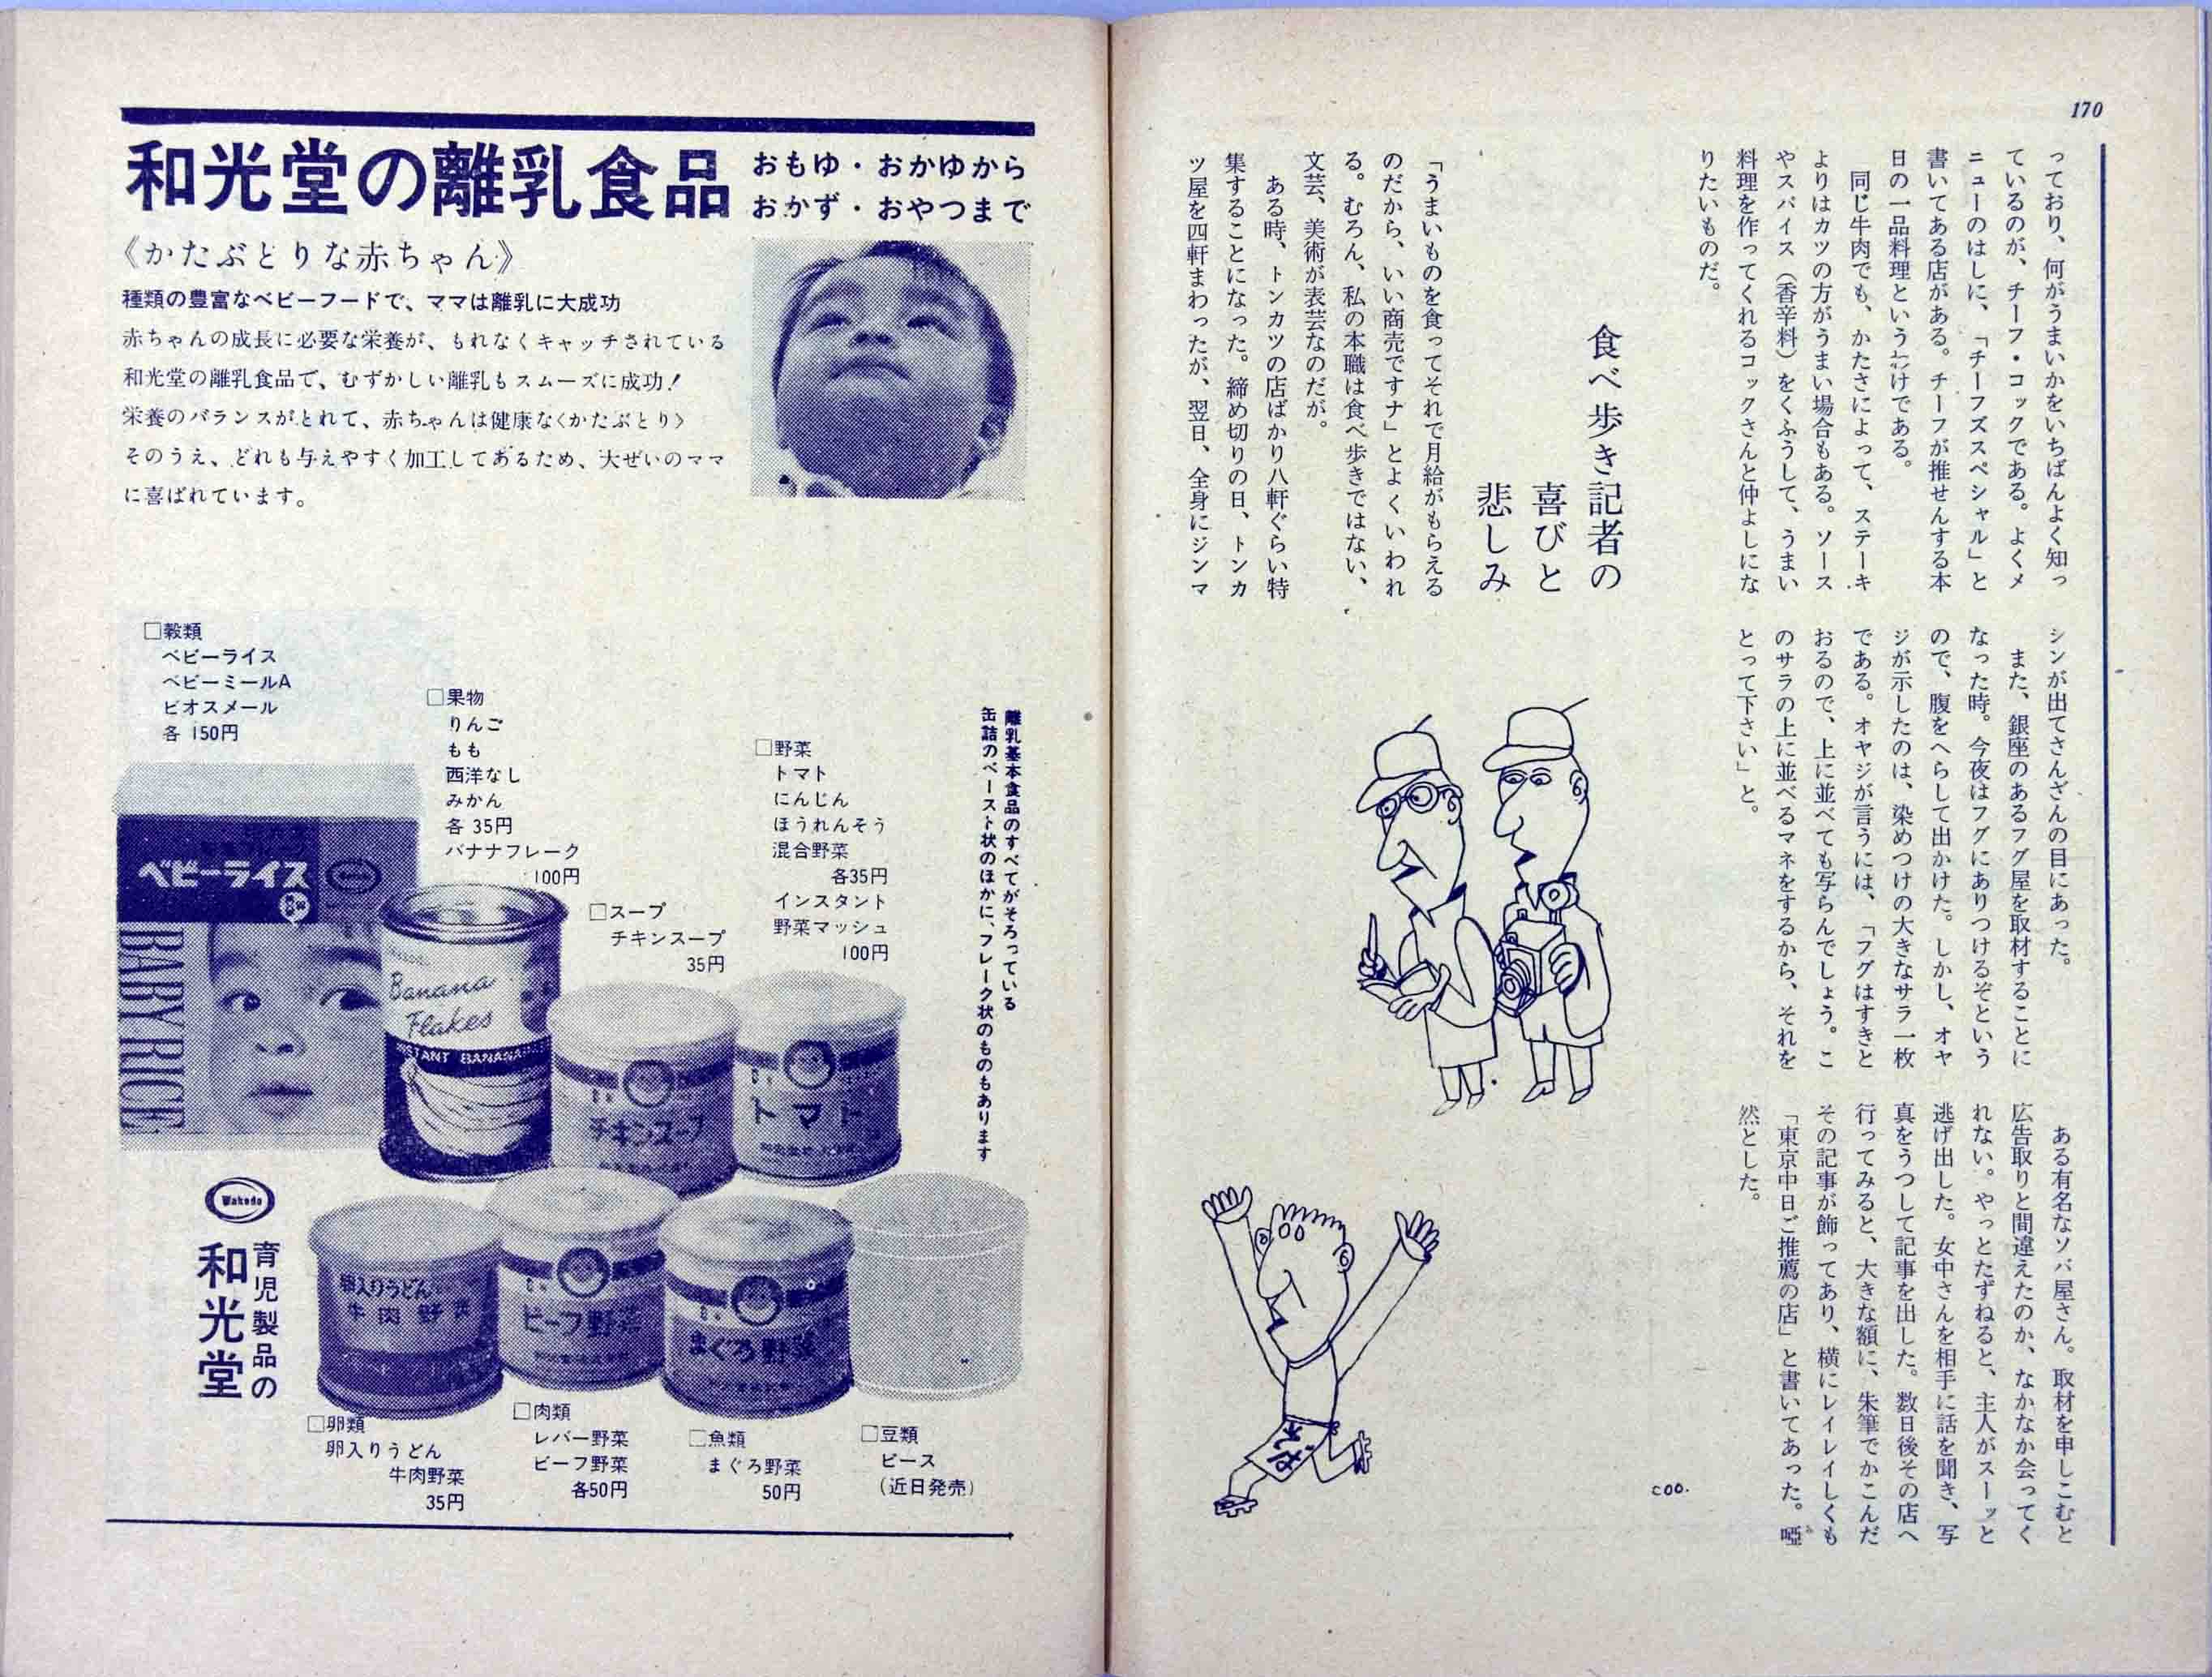 170
っており、何がうまいかをいちばんよく知っ
ているのが、チーフ・コックである。よくメ
ニューのはしに、「チーフズスペシャル」と
書いてある店がある。チーフが推せんする本
日の一品料理というわけである。
同じ牛肉でも、かたさによって、ステーキ
よりはカツの方がうまい場合もある。ソース
やスパイス（香辛料）をくふうして、うまい
料理を作ってくれるコックさんと仲よしにな
りたいものだ。
食べ歩き記者の
喜びと
悲しみ
「うまいものを食ってそれで月給がもらえる
のだから、いい商売ですナ」とよくいわれ
る。むろん、私の本職は食べ歩きではない、
文芸、美術が表芸なのだが。
ある時、トンカツの店ばかり八軒ぐらい特
集することになった。締め切りの日、トンカ
ツ屋を四軒まわったが、翌日、全身にジンマ
シンが出てさんざんの目にあった。
また、銀座のあるフグ屋を取材することに
なった時。今夜はフグにありつけるぞという
ので、腹をへらして出かけた。しかし、オヤ
ジが示したのは、染めつけの大きなサラ一枚
である。オヤジが言うには、「フグはすきと
おるので、上に並べても写らんでしょう。こ
のサラの上に並べるマネをするから、それを
とって下さい」と。
ある有名なソバ屋さん。取材を申しこむと
広告取りと間違えたのか、なかなか会ってく
れない。やっとたずねると、主人がスーッと
逃げ出した。女中さんを相手に話を聞き、写
真をうつして記事を出した。数日後その店へ
行ってみると、大きな額に、朱筆でかこんだ
その記事が飾ってあり、横にレイレイしくも
「東京中日ご推薦の店」と書いてあった。啞
然とした。
coo.
和光堂の離乳食品
おもゆ・おかゆから
おかず・おやつまで
《かたぶとりな赤ちゃん》
種類の豊富なベビーフードで、ママは離乳に大成功
赤ちゃんの成長に必要な栄養が、もれなくキャッチされている
和光堂の離乳食品で、むずかしい離乳もスムーズに成功！
栄養のバランスがとれて、赤ちゃんは健康な〈かたぶとり〉
そのうえ、どれも与えやすく加工してあるため、大ぜいのママ
に喜ばれています。
離乳基本食品のすべてがそろっている
缶詰のペースト状のほかに、フレーク状のものもあります
□穀類
ベビーライス
ベビーミールA
ビオスメール
各 150円
□果物
りんご
もも
西洋なし
みかん
各 35円
バナナフレーク
100円
□スープ
チキンスープ
35円
□野菜
トマト
にんじん
ほうれんそう
混合野菜
各35円
インスタント
野菜マッシュ
100円
ベビーライス
BABY RICE
Banana
Flakes
INSTANT BANANA
チキンスープ
トマト
卵入りうどん
牛肉野菜
ビーフ野菜
まぐろ野菜
Wakodo
育児製品の
和光堂
□卵類
卵入りうどん
牛肉野菜
35円
□肉類
レバー野菜
ビーフ野菜
各50円
□魚類
まぐろ野菜
50円
□豆類
ピース
（近日発売）